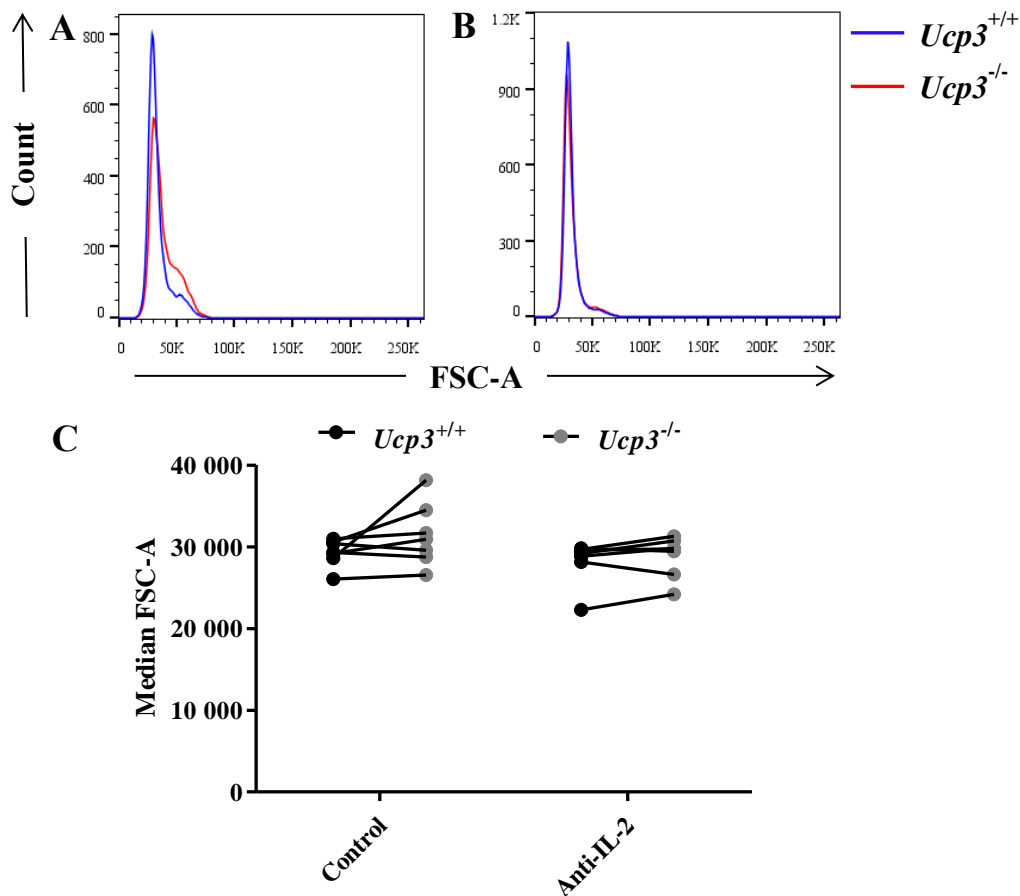 A
B
Ucp3+/+
Ucp3-/-
Count
800
600
400
200
0
0 50K 100K 150K 200K 250K
1.2K
900
600
300
0
0 50K 100K 150K 200K 250K
FSC-A
C
Ucp3+/+ Ucp3-/-
Median FSC-A
40 000
30 000
20 000
10 000
0
Control
Anti-IL-2